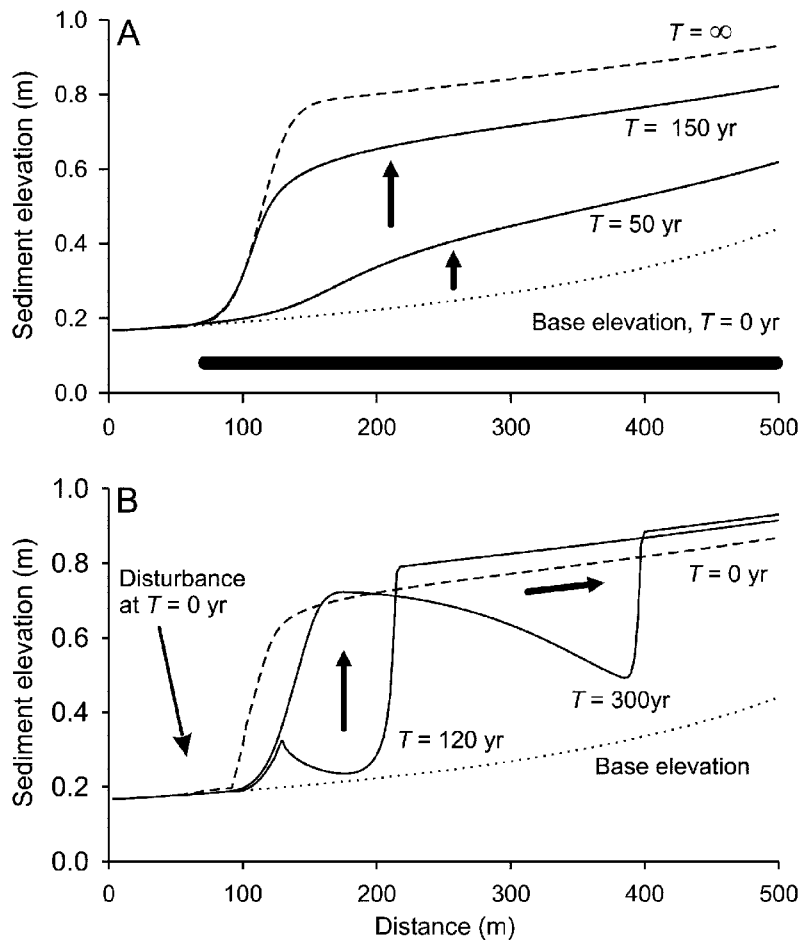 A
Sediment elevation (m)
1.0
0.8
0.6
0.4
0.2
0.0
T = ∞
T = 150 yr
T = 50 yr
Base elevation, T = 0 yr
0 100 200 300 400 500
B
Sediment elevation (m)
1.0
0.8
0.6
0.4
0.2
0.0
Disturbance
at T = 0 yr
T = 0 yr
T = 300yr
T = 120 yr
Base elevation
0 100 200 300 400 500
Distance (m)